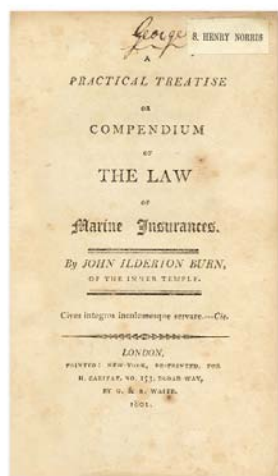 George
S. HENRY NORRIS
A
PRACTICAL TREATISE
OR
COMPENDIUM
OF
THE LAW
OF
Marine Insurances.
By JOHN ILDERTON BURN,
OF THE INNER TEMPLE.
Cives integros incolumesque servare.—Cic.
LONDON,
PRINTED: NEW-YORK, RE-PRINTED, FOR
H. CARITAT, NO. 153, BROAD-WAY,
BY G. & R. WAITE.
1801.